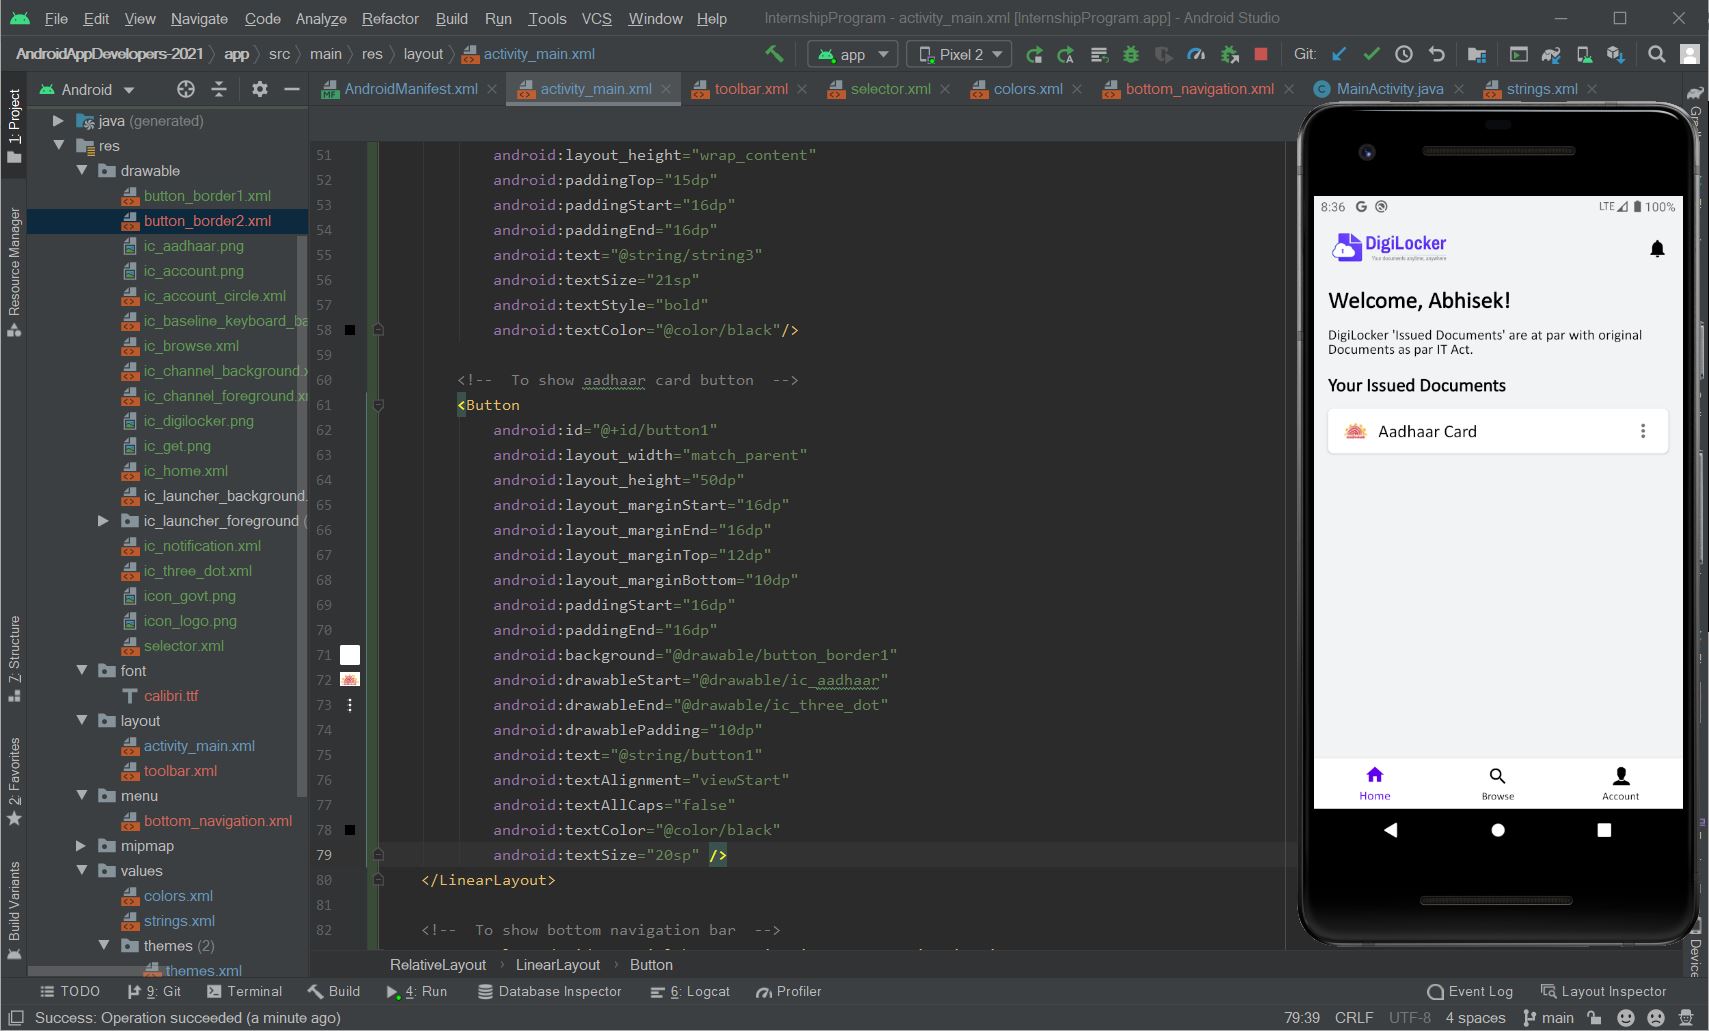 File Edit View Navigate Code Analyze Refactor Build Run Tools VCS Window Help InternshipProgram - activity_main.xml [InternshipProgram.app] - Android Studio
AndroidAppDevelopers-2021 app src main res layout activity_main.xml app Pixel 2 Git:
Android
AndroidManifest.xml activity_main.xml toolbar.xml selector.xml colors.xml bottom_navigation.xml MainActivity.java strings.xml
1: Project
Resource Manager
7: Structure
2: Favorites
Build Variants
java (generated)
res
drawable
button_border1.xml
button_border2.xml
ic_aadhaar.png
ic_account.png
ic_account_circle.xml
ic_baseline_keyboard_ba
ic_browse.xml
ic_channel_background.x
ic_channel_foreground.x
ic_digilocker.png
ic_get.png
ic_home.xml
ic_launcher_background.
ic_launcher_foreground (
ic_notification.xml
ic_three_dot.xml
icon_govt.png
icon_logo.png
selector.xml
font
calibri.ttf
layout
activity_main.xml
toolbar.xml
menu
bottom_navigation.xml
mipmap
values
colors.xml
strings.xml
themes (2)
themes.xml
51 android:layout_height="wrap_content"
52 android:paddingTop="15dp"
53 android:paddingStart="16dp"
54 android:paddingEnd="16dp"
55 android:text="@string/string3"
56 android:textSize="21sp"
57 android:textStyle="bold"
58 android:textColor="@color/black"/>
59
60 <!--  To show aadhaar card button  -->
61 <Button
62 android:id="@+id/button1"
63 android:layout_width="match_parent"
64 android:layout_height="50dp"
65 android:layout_marginStart="16dp"
66 android:layout_marginEnd="16dp"
67 android:layout_marginTop="12dp"
68 android:layout_marginBottom="10dp"
69 android:paddingStart="16dp"
70 android:paddingEnd="16dp"
71 android:background="@drawable/button_border1"
72 android:drawableStart="@drawable/ic_aadhaar"
73 android:drawableEnd="@drawable/ic_three_dot"
74 android:drawablePadding="10dp"
75 android:text="@string/button1"
76 android:textAlignment="viewStart"
77 android:textAllCaps="false"
78 android:textColor="@color/black"
79 android:textSize="20sp" />
80 </LinearLayout>
81
82 <!--  To show bottom navigation bar  -->
RelativeLayout LinearLayout Button
8:36 LTE 100%
DigiLocker
Your documents anytime, anywhere
Welcome, Abhisek!
DigiLocker 'Issued Documents' are at par with original
Documents as par IT Act.
Your Issued Documents
Aadhaar Card
Home Browse Account
TODO 9: Git Terminal Build 4: Run Database Inspector 6: Logcat Profiler Event Log Layout Inspector
Success: Operation succeeded (a minute ago) 79:39 CRLF UTF-8 4 spaces main